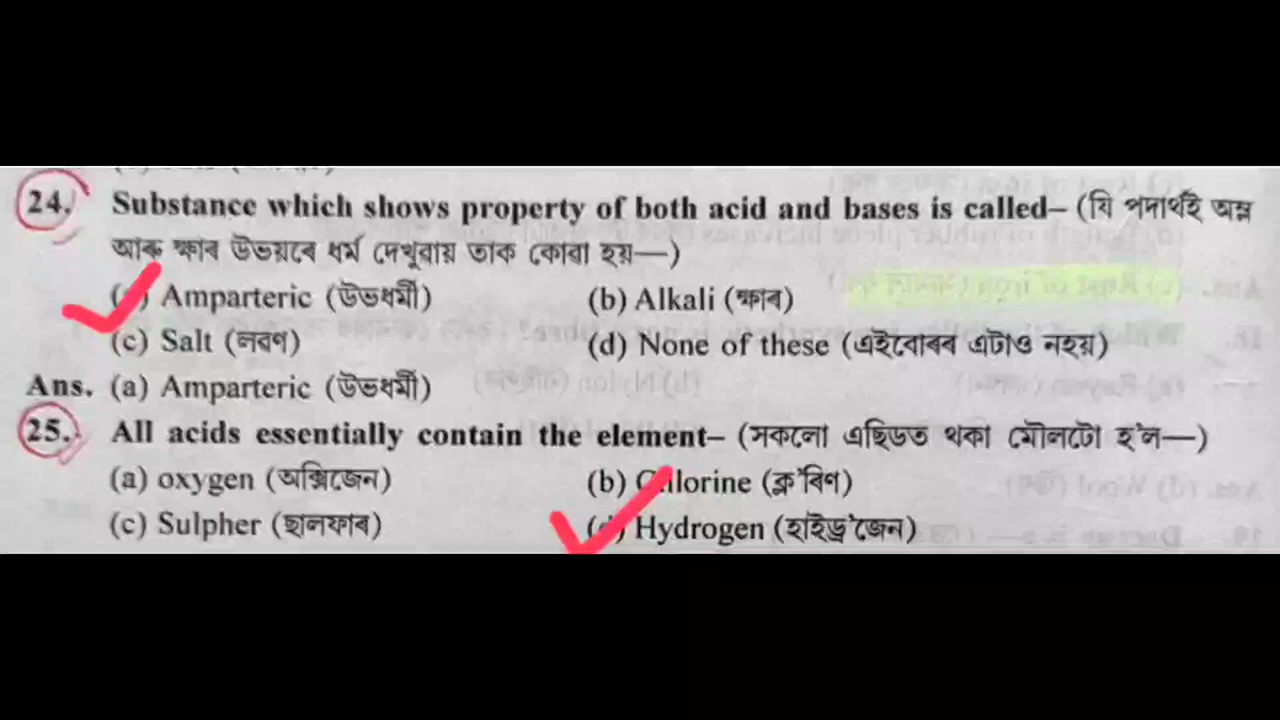 24. Substance which shows property of both acid and bases is called– (যি পদাৰ্থই অম্ল
আৰু ক্ষাৰ উভয়ৰে ধৰ্ম দেখুৱায় তাক কোৱা হয়—)
(a) Amparteric (উভধৰ্মী) (b) Alkali (ক্ষাৰ)
(c) Salt (লৱণ) (d) None of these (এইবোৰৰ এটাও নহয়)
Ans. (a) Amparteric (উভধৰ্মী)
25. All acids essentially contain the element– (সকলো এছিডত থকা মৌলটো হ'ল—)
(a) oxygen (অক্সিজেন) (b) Chlorine (ক্ল'ৰিণ)
(c) Sulpher (ছালফাৰ) (d) Hydrogen (হাইড্ৰ'জেন)